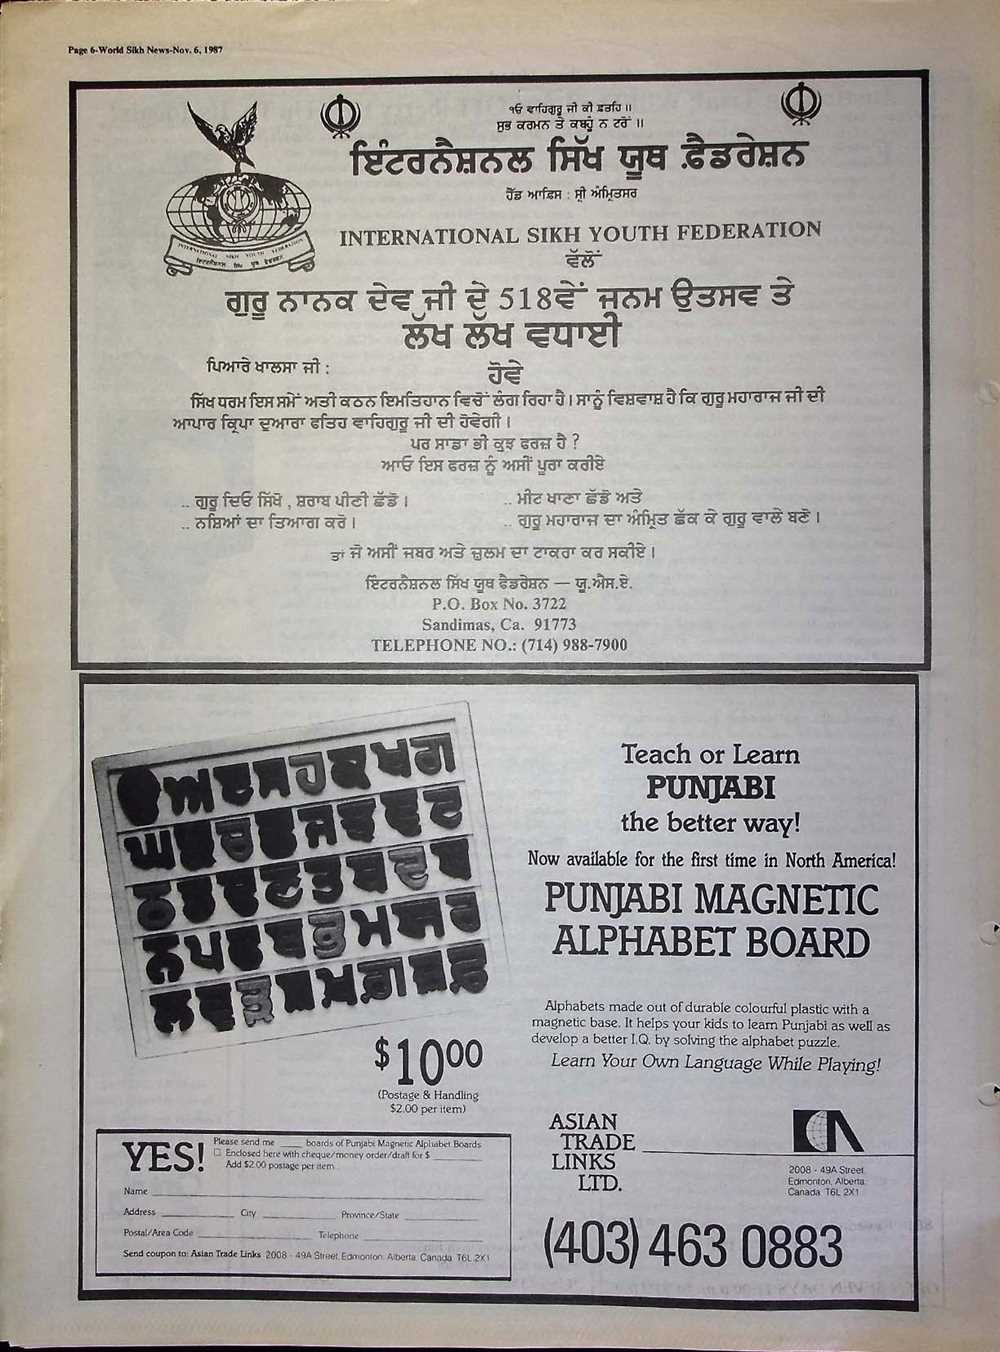 Page 6-World Sikh News-Nov. 6, 1987
ੴ ਵਾਹਿਗੁਰੂ ਜੀ ਕੀ ਫ਼ਤਹਿ ॥
ਸੁਭ ਕਰਮਨ ਤੇ ਕਬਹੂੰ ਨ ਟਰੋਂ ॥
ਇੰਟਰਨੈਸ਼ਨਲ ਸਿੱਖ ਯੂਥ ਫ਼ੈਡਰੇਸ਼ਨ
ਹੈੱਡ ਆਫ਼ਿਸ : ਸ੍ਰੀ ਅੰਮ੍ਰਿਤਸਰ
INTERNATIONAL SIKH YOUTH FEDERATION
INTERNATIONAL SIKH YOUTH FEDERATION
ਇੰਟਰਨੈਸ਼ਨਲ ਸਿੱਖ ਯੂਥ ਫੈਡਰੇਸ਼ਨ
ਵੱਲੋਂ
ਗੁਰੂ ਨਾਨਕ ਦੇਵ ਜੀ ਦੇ 518ਵੇਂ ਜਨਮ ਉਤਸਵ ਤੇ
ਲੱਖ ਲੱਖ ਵਧਾਈ
ਪਿਆਰੇ ਖਾਲਸਾ ਜੀ :
ਹੋਵੇ
ਸਿੱਖ ਧਰਮ ਇਸ ਸਮੇਂ ਅਤੀ ਕਠਨ ਇਮਤਿਹਾਨ ਵਿਚੋਂ ਲੰਗ ਰਿਹਾ ਹੈ। ਸਾਨੂੰ ਵਿਸ਼ਵਾਸ਼ ਹੈ ਕਿ ਗੁਰੂ ਮਹਾਰਾਜ ਜੀ ਦੀ
ਆਪਾਰ ਕ੍ਰਿਪਾ ਦੁਆਰਾ ਫਤਿਹ ਵਾਹਿਗੁਰੂ ਜੀ ਦੀ ਹੋਵੇਗੀ।
ਪਰ ਸਾਡਾ ਭੀ ਕੁਝ ਫਰਜ਼ ਹੈ ?
ਆਓ ਇਸ ਫਰਜ਼ ਨੂੰ ਅਸੀਂ ਪੂਰਾ ਕਰੀਏ
.. ਗੁਰੂ ਦਿਓ ਸਿੱਖੋ , ਸ਼ਰਾਬ ਪੀਣੀ ਛੱਡੋ।
.. ਨਸ਼ਿਆਂ ਦਾ ਤਿਆਗ ਕਰੋ।
.. ਮੀਟ ਖਾਣਾ ਛੱਡੋ ਅਤੇ
.. ਗੁਰੂ ਮਹਾਰਾਜ ਦਾ ਅੰਮ੍ਰਿਤ ਛੱਕ ਕੇ ਗੁਰੂ ਵਾਲੇ ਬਣੋ।
ਤਾਂ ਜੋ ਅਸੀਂ ਜਬਰ ਅਤੇ ਜ਼ੁਲਮ ਦਾ ਟਾਕਰਾ ਕਰ ਸਕੀਏ।
ਇੰਟਰਨੈਸ਼ਨਲ ਸਿੱਖ ਯੂਥ ਫੈਡਰੇਸ਼ਨ — ਯੂ.ਐਸ.ਏ.
P.O. Box No. 3722
Sandimas, Ca. 91773
TELEPHONE NO.: (714) 988-7900
Teach or Learn
PUNJABI
the better way!
Now available for the first time in North America!
PUNJABI MAGNETIC
ALPHABET BOARD
Alphabets made out of durable colourful plastic with a
magnetic base. It helps your kids to learn Punjabi as well as
develop a better I.Q. by solving the alphabet puzzle.
Learn Your Own Language While Playing!
ੳ ਅ ੲ ਸ ਹ ਕ ਖ ਗ
ਘ ਙ ਚ ਛ ਜ ਝ ਞ ਟ
ਠ ਡ ਢ ਣ ਤ ਥ ਦ ਧ
ਨ ਪ ਫ ਬ ਭ ਮ ਯ ਰ
ਲ ਵ ੜ ਸ਼ ਖ਼ ਗ਼ ਜ਼ ਫ਼
$10.00
(Postage & Handling
$2.00 per item)
YES!
Please send me ____ boards of Punjabi Magnetic Alphabet Boards
☐ Enclosed here with cheque/money order/draft for $ ____
Add $2.00 postage per item
Name
Address City Province/State
Postal/Area Code Telephone
Send coupon to: Asian Trade Links 2008 - 49A Street, Edmonton, Alberta, Canada T6L 2X1
ASIAN
TRADE
LINKS
LTD.
2008 - 49A Street,
Edmonton, Alberta,
Canada T6L 2X1
(403) 463 0883